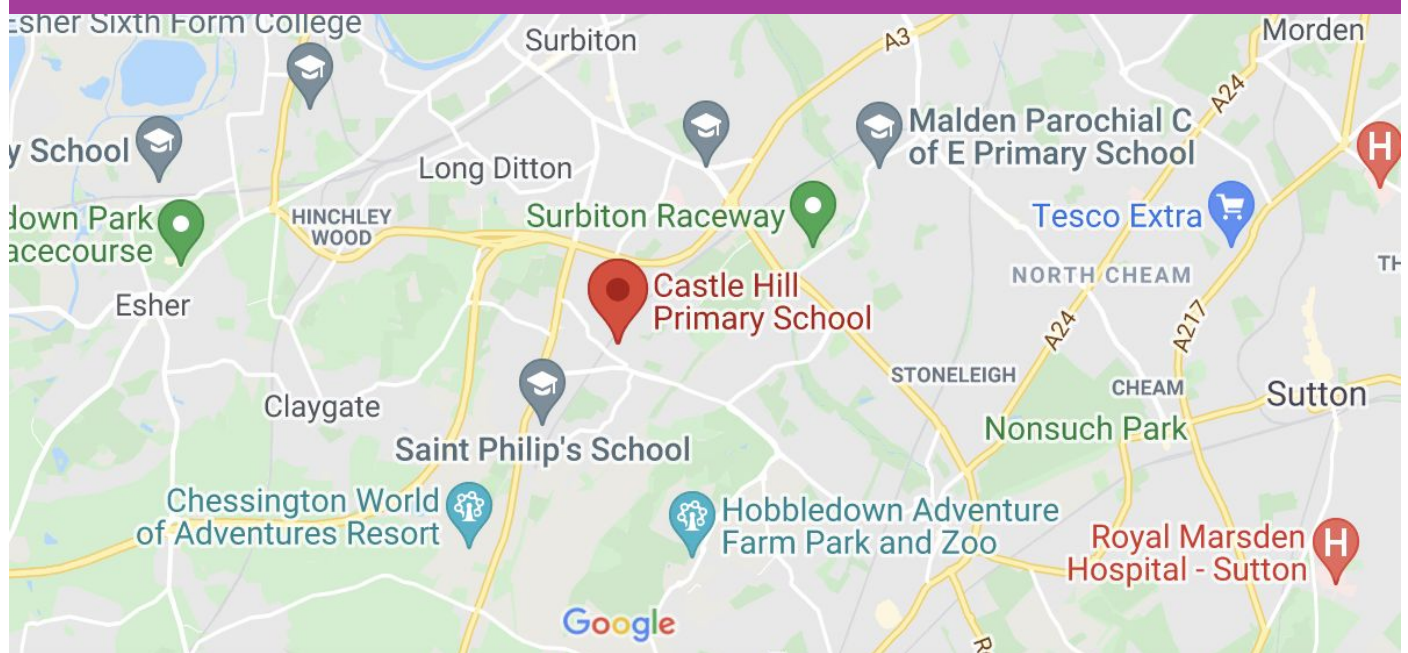 Esher Sixth Form College
Surbiton
A3
Morden
A24
y School
Long Ditton
Malden Parochial C
of E Primary School
H
down Park
acecourse
HINCHLEY
WOOD
Surbiton Raceway
Tesco Extra
Esher
Castle Hill
Primary School
NORTH CHEAM
TH
A24
A217
Claygate
STONELEIGH
CHEAM
Sutton
Saint Philip's School
Nonsuch Park
Chessington World
of Adventures Resort
Hobbledown Adventure
Farm Park and Zoo
Royal Marsden
Hospital - Sutton
H
Google